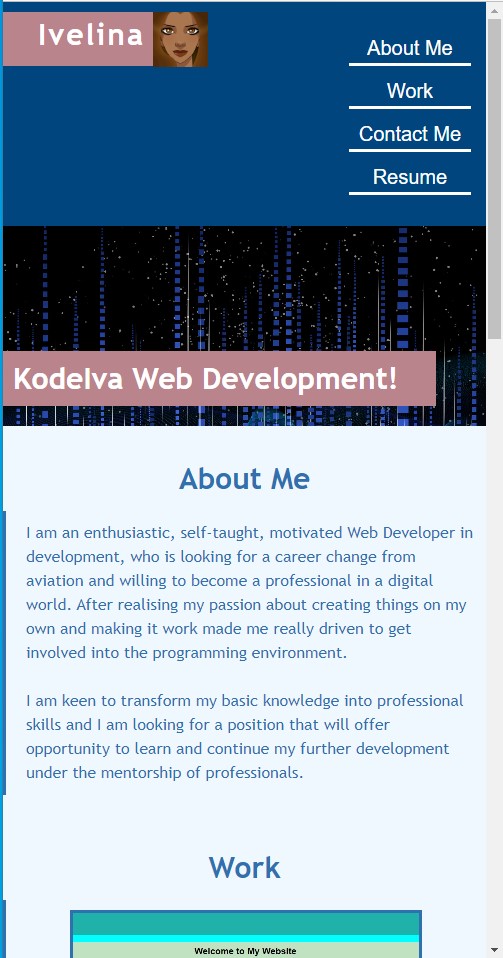 Ivelina
About Me
Work
Contact Me
Resume
KodeIva Web Development!
About Me
I am an enthusiastic, self-taught, motivated Web Developer in
development, who is looking for a career change from
aviation and willing to become a professional in a digital
world. After realising my passion about creating things on my
own and making it work made me really driven to get
involved into the programming environment.
I am keen to transform my basic knowledge into professional
skills and I am looking for a position that will offer
opportunity to learn and continue my further development
under the mentorship of professionals.
Work
Welcome to My Website